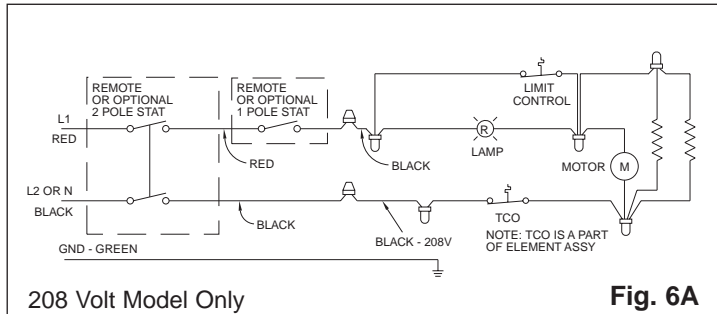 REMOTE
OR OPTIONAL
2 POLE STAT
REMOTE
OR OPTIONAL
1 POLE STAT
LIMIT
CONTROL
L1
RED
RED
BLACK
R
LAMP
MOTOR
M
L2 OR N
BLACK
BLACK
BLACK - 208V
TCO
NOTE: TCO IS A PART
OF ELEMENT ASSY
GND - GREEN
208 Volt Model Only
Fig. 6A